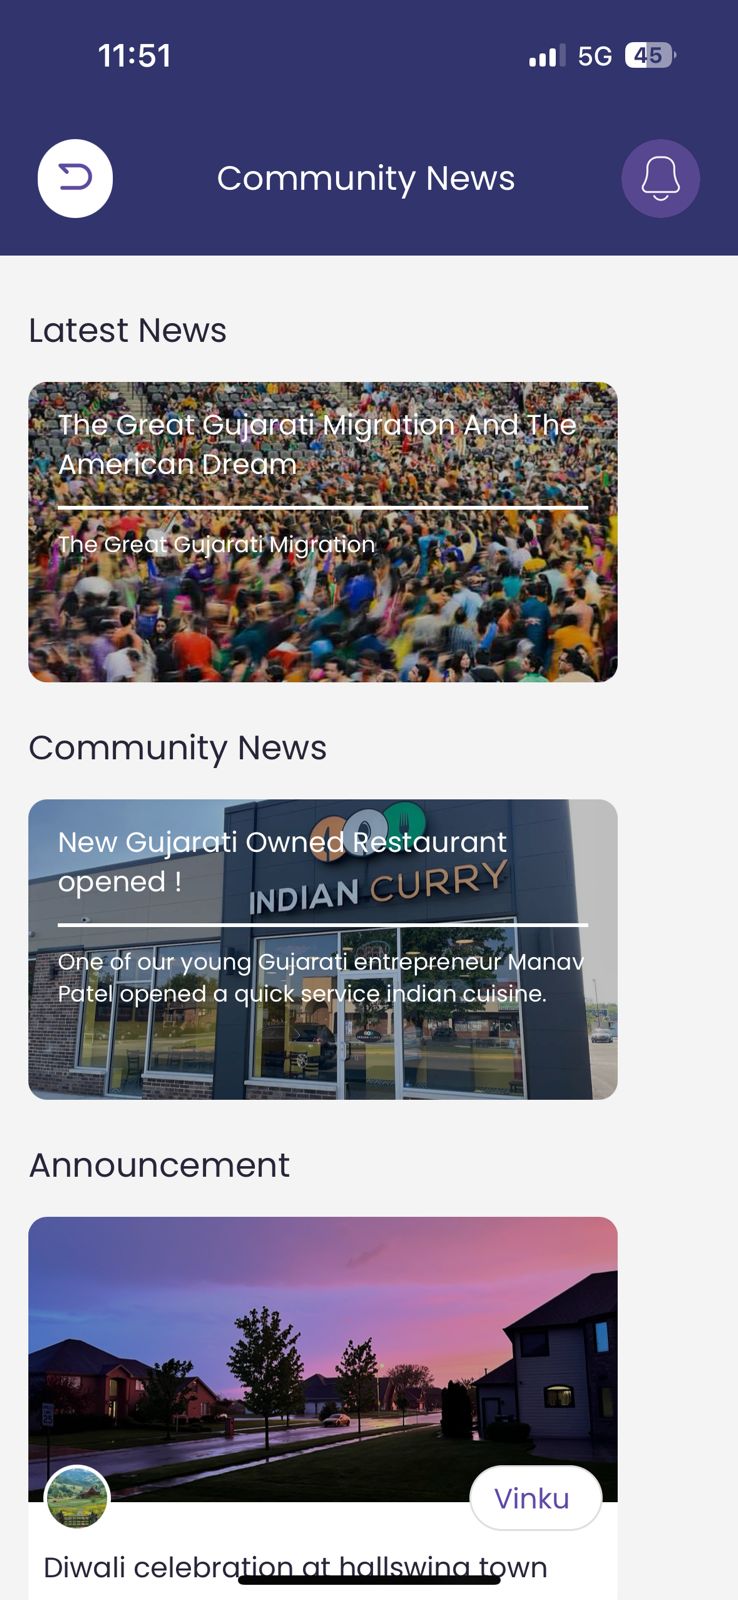 11:51
5G 45
Community News
Latest News
The Great Gujarati Migration And The
American Dream
The Great Gujarati Migration
Community News
New Gujarati Owned Restaurant
opened !
INDIAN CURRY
One of our young Gujarati entrepreneur Manav
Patel opened a quick service indian cuisine.
Announcement
Vinku
Diwali celebration at hallswing town